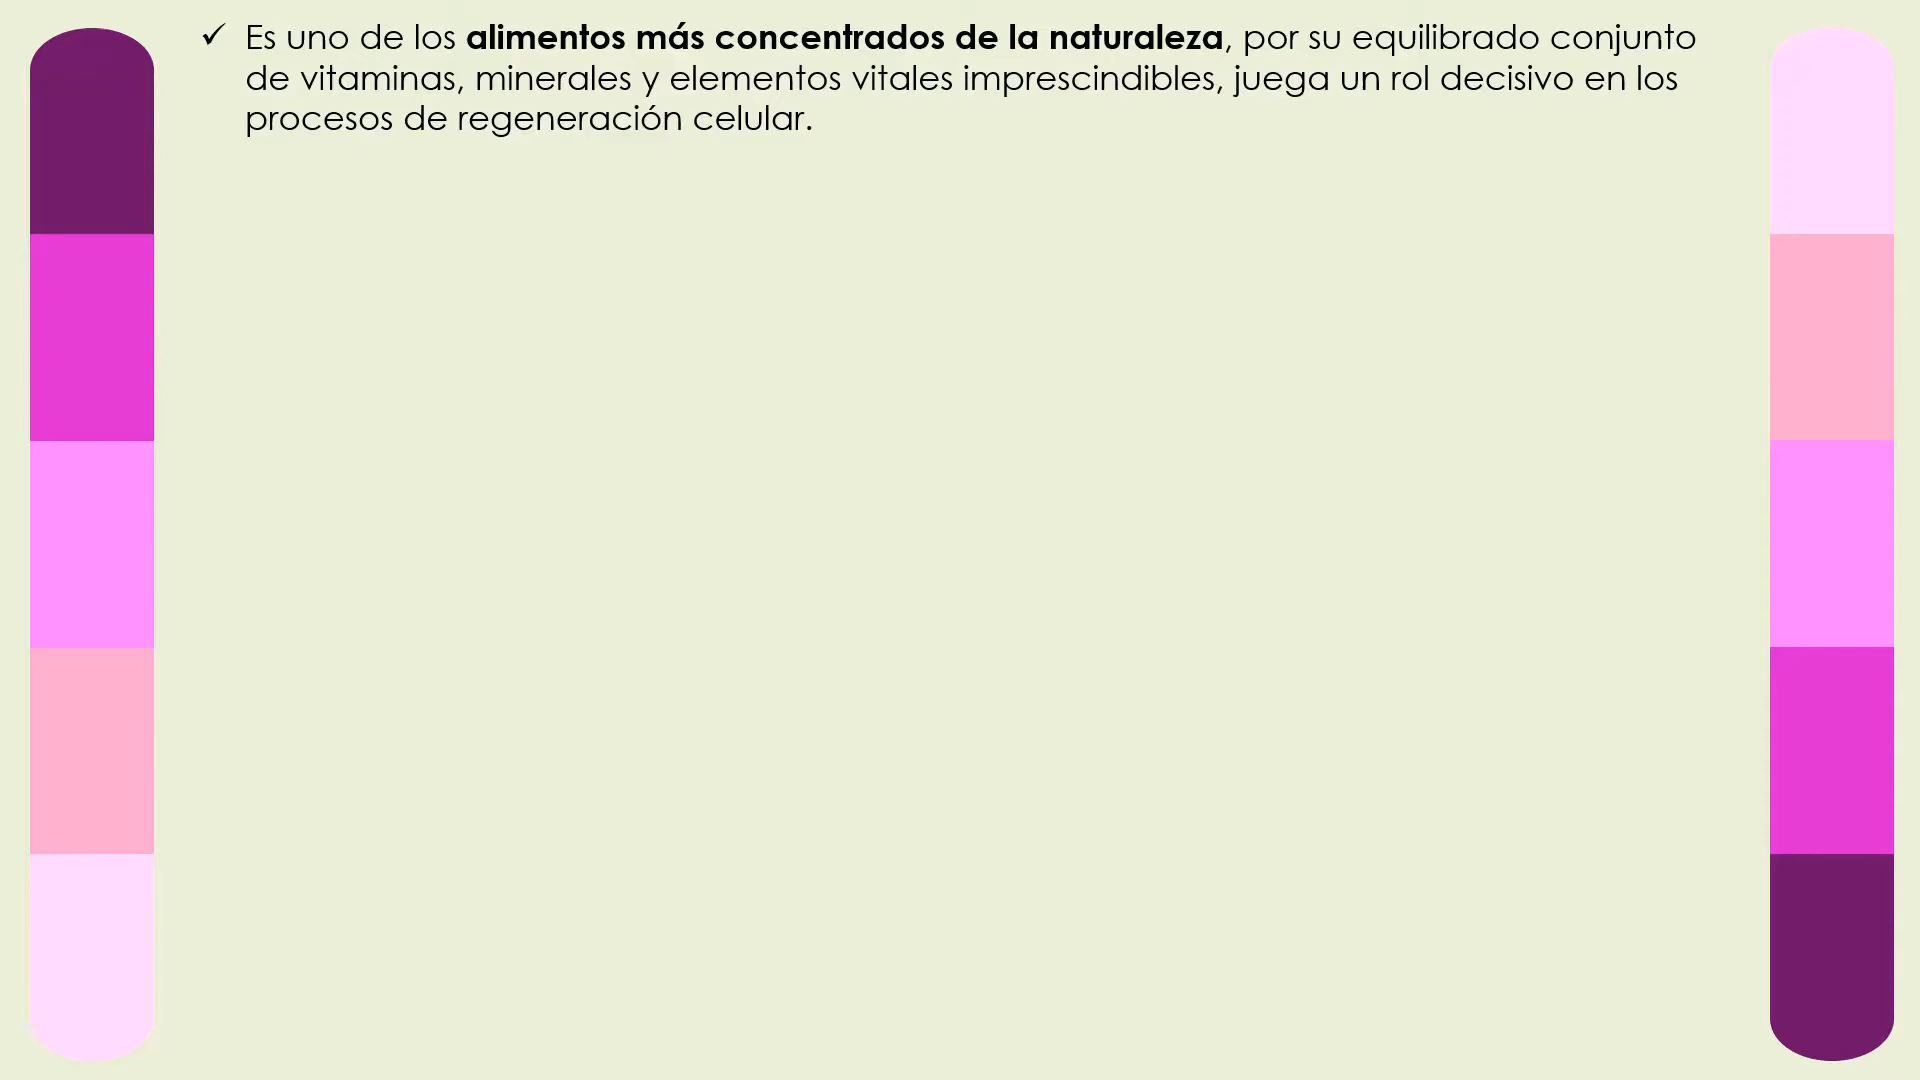 ✓ Es uno de los alimentos más concentrados de la naturaleza, por su equilibrado conjunto
de vitaminas, minerales y elementos vitales imprescindibles, juega un rol decisivo en los
procesos de regeneración celular.